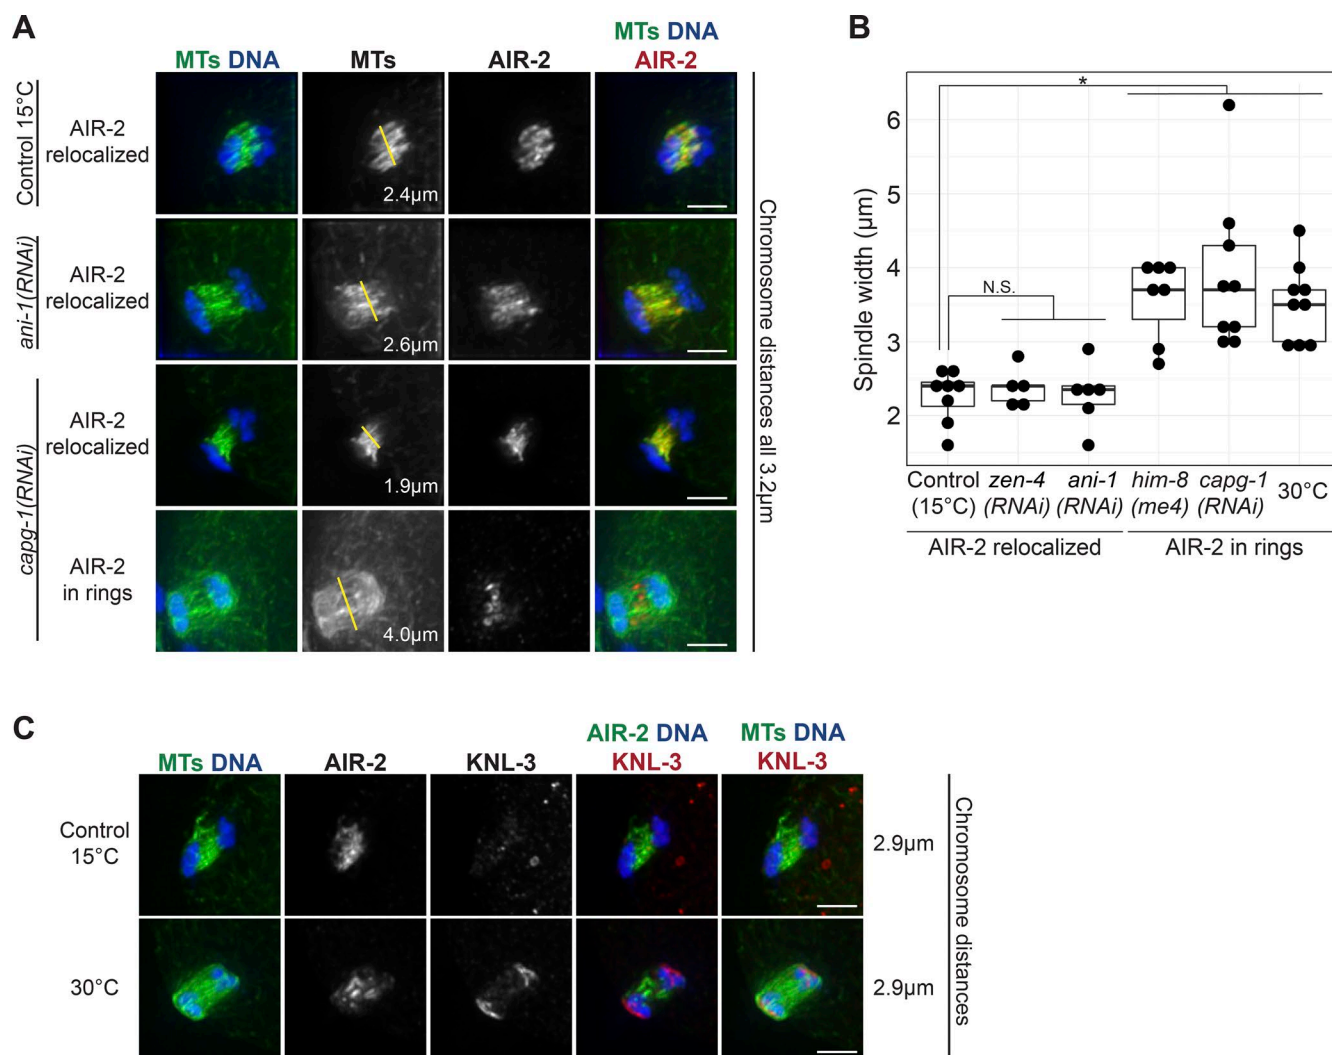 A
MTs DNA
MTs
AIR-2
MTs DNA
AIR-2
Control 15°C
AIR-2
relocalized
2.4µm
ani-1(RNAi)
AIR-2
relocalized
2.6µm
capg-1(RNAi)
AIR-2
relocalized
1.9µm
AIR-2
in rings
4.0µm
Chromosome distances all 3.2µm
B
Spindle width (µm)
6
5
4
3
2
*
N.S.
Control
(15°C)
zen-4
(RNAi)
ani-1
(RNAi)
him-8
(me4)
capg-1
(RNAi)
30°C
AIR-2 relocalized
AIR-2 in rings
C
MTs DNA
AIR-2
KNL-3
AIR-2 DNA
KNL-3
MTs DNA
KNL-3
Control
15°C
2.9µm
30°C
2.9µm
Chromosome distances